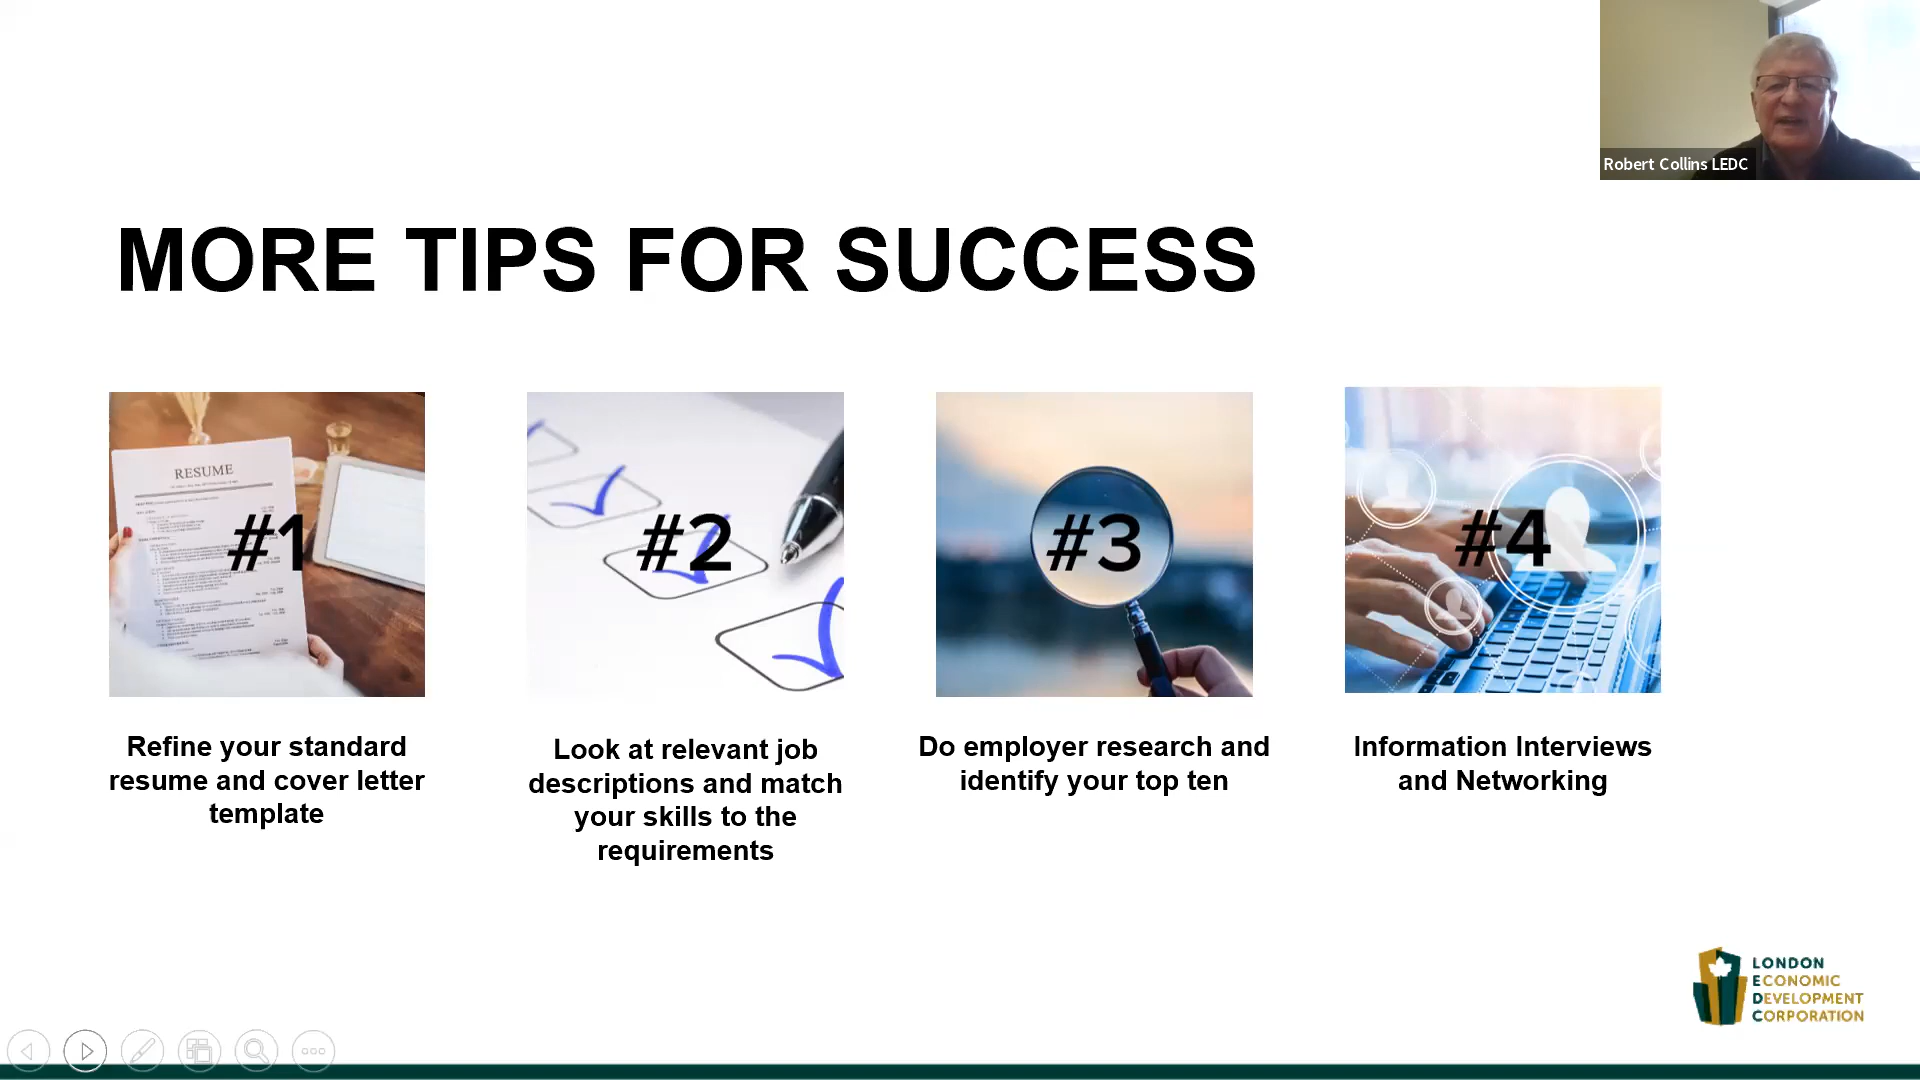 Robert Collins LEDC
MORE TIPS FOR SUCCESS
RESUME
#1
#2
#3
#4
Refine your standard
resume and cover letter
template
Look at relevant job
descriptions and match
your skills to the
requirements
Do employer research and
identify your top ten
Information Interviews
and Networking
LONDON
ECONOMIC
DEVELOPMENT
CORPORATION